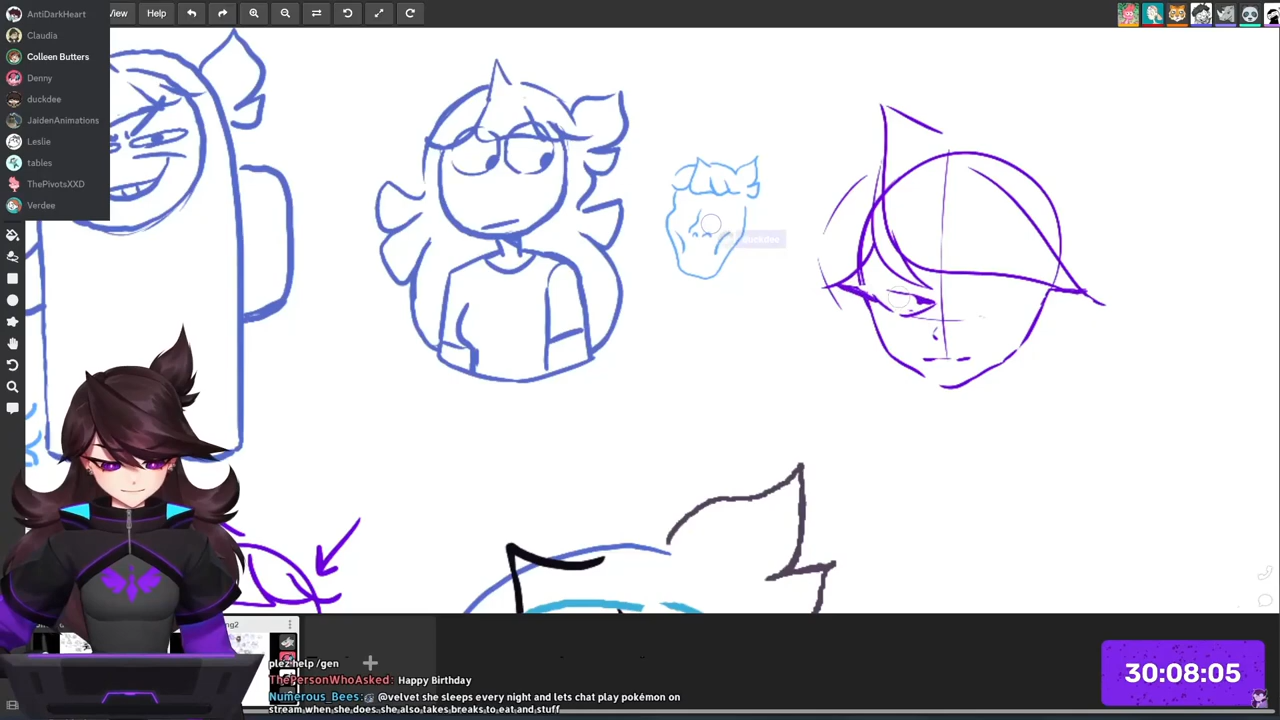 View
Help
AntiDarkHeart
Claudia
Colleen Butters
Denny
duckdee
JaidenAnimations
Leslie
tables
ThePivotsXXD
Verdee
duckdee
plez help /gen
ThePersonWhoAsked: Happy Birthday
Numerous_Bees: @velvet she sleeps every night and lets chat play pokémon on
stream when she does. she also takes breaks to eat and stuff
30:08:05